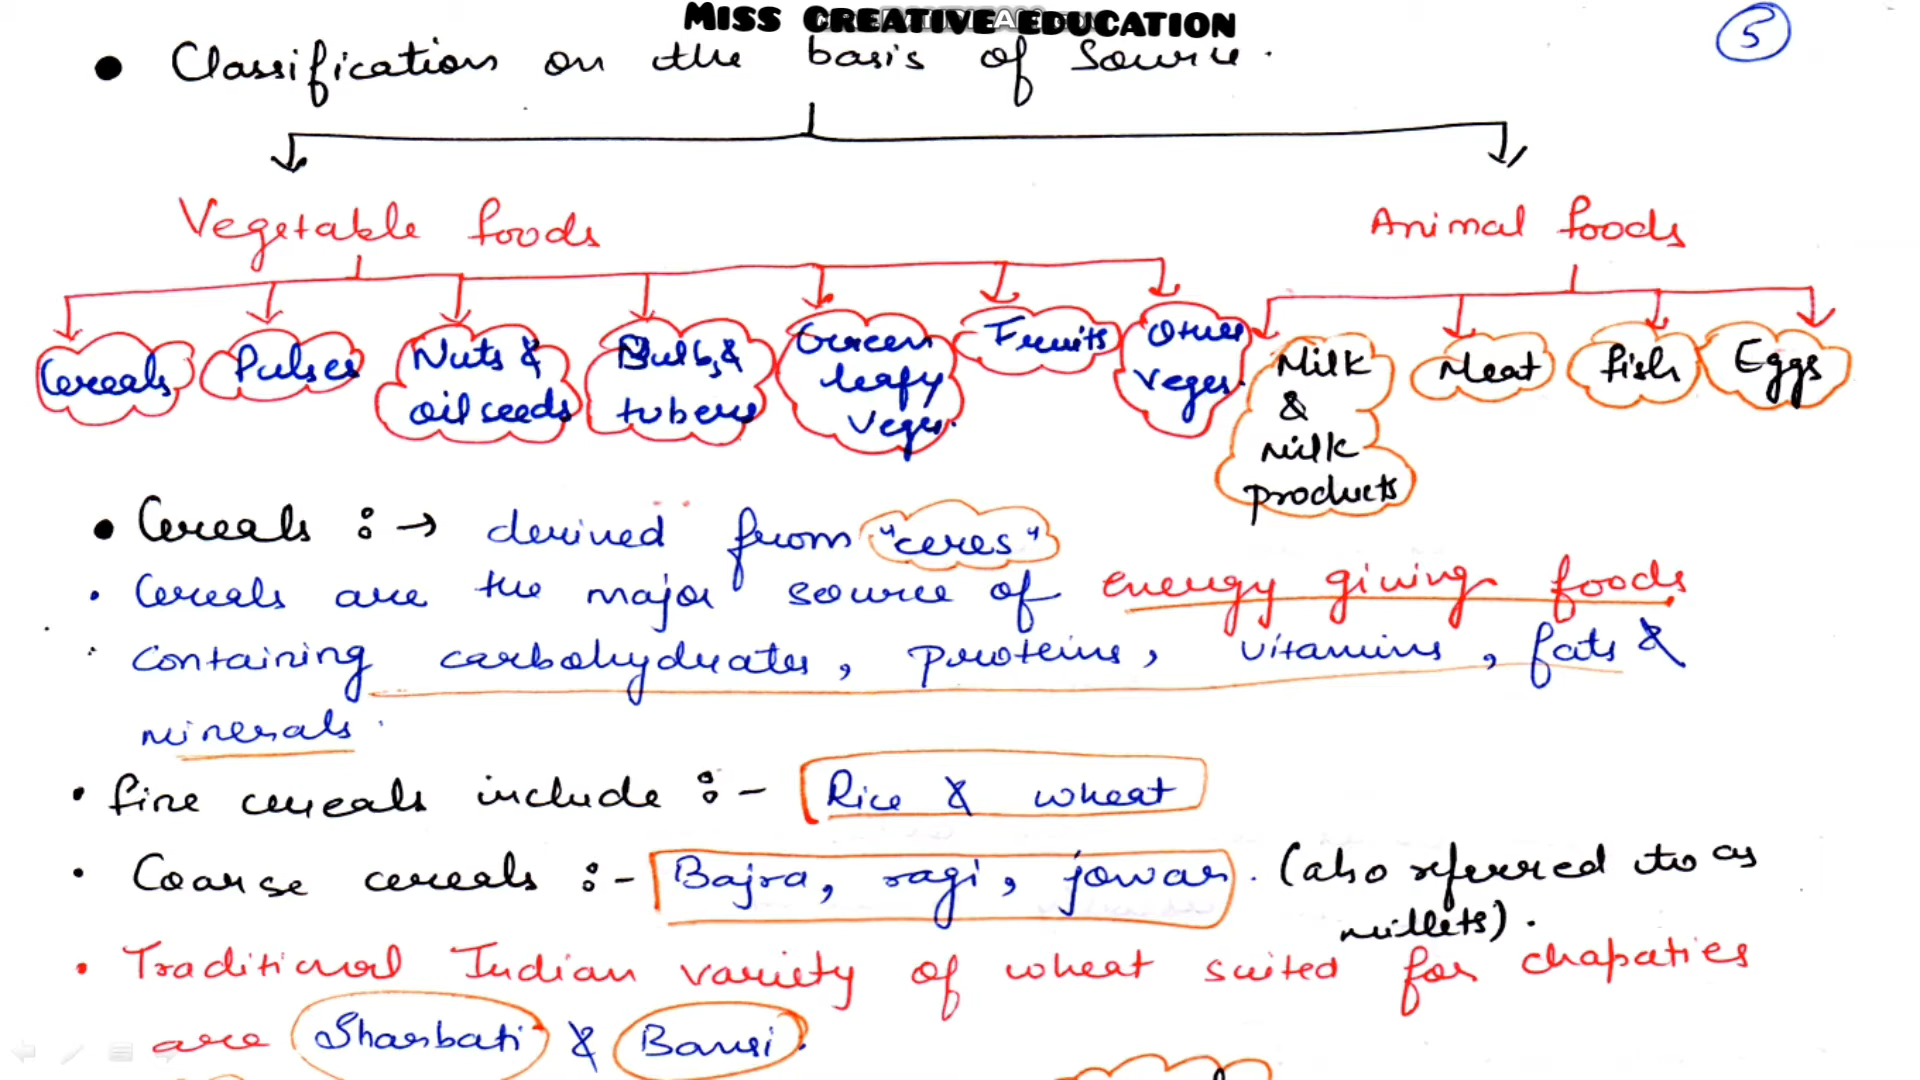 MISS CREATIVE EDUCATION
5
• Classification on the basis of source.
Vegetable foods
Animal foods
Cereals
Pulses
Nuts &
oil seeds
Bulbs &
tubers
Green
leafy
Veges.
Fruits
Other
veges.
Milk
&
milk
products
Meat
fish
Eggs
• Cereals :→ derived from "ceres"
• Cereals are the major source of energy giving foods
containing carbohydrates, proteins, vitamins, fats &
minerals.
• fine cereals include :- Rice & wheat
• Coarse cereals :- Bajra, ragi, jowar. (also referred to as
millets).
• Traditional Indian variety of wheat suited for chapaties
are Sharbati & Bansi.